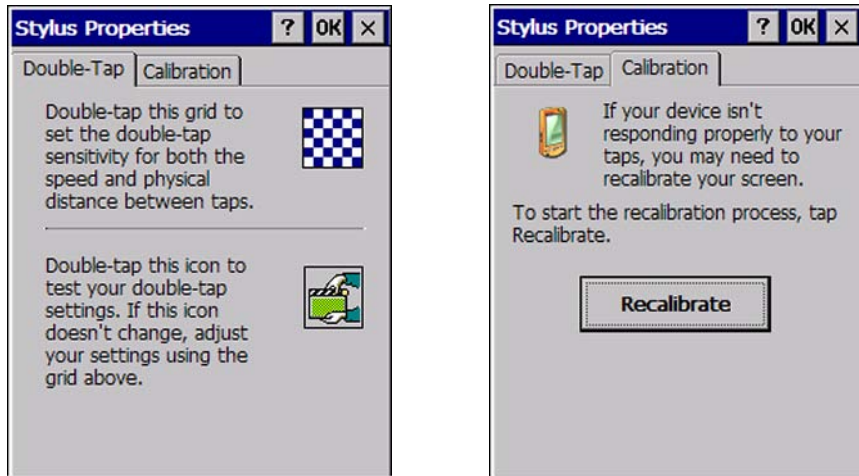 Stylus Properties ? OK ×
Double-Tap Calibration
Double-tap this grid to
set the double-tap
sensitivity for both the
speed and physical
distance between taps.
Double-tap this icon to
test your double-tap
settings. If this icon
doesn't change, adjust
your settings using the
grid above.
Stylus Properties ? OK ×
Double-Tap Calibration
If your device isn't
responding properly to your
taps, you may need to
recalibrate your screen.
To start the recalibration process, tap
Recalibrate.
Recalibrate